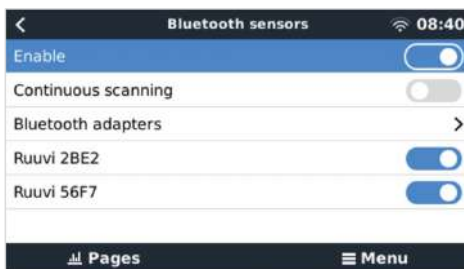 Bluetooth sensors 08:40
Enable
Continuous scanning
Bluetooth adapters
Ruuvi 2BE2
Ruuvi 56F7
Pages Menu